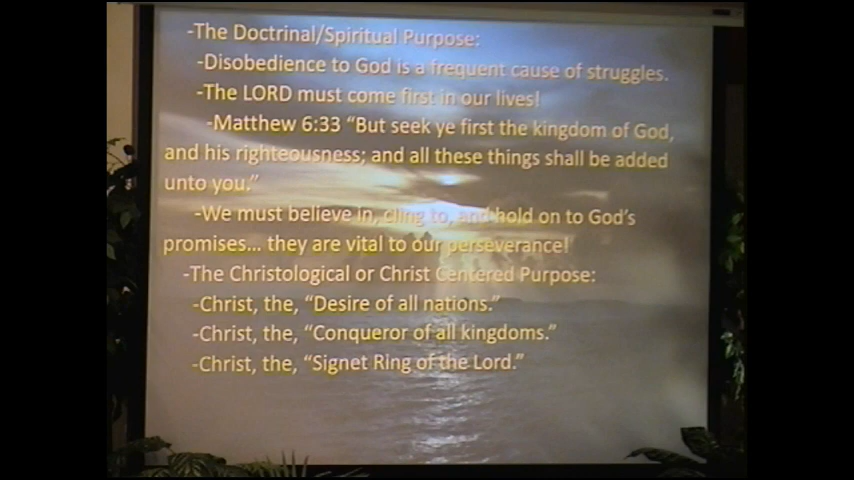 -The Doctrinal/Spiritual Purpose:
-Disobedience to God is a frequent cause of struggles.
-The LORD must come first in our lives!
-Matthew 6:33 “But seek ye first the kingdom of God,
and his righteousness; and all these things shall be added
unto you.”
-We must believe in, cling to, and hold on to God’s
promises... they are vital to our perseverance!
-The Christological or Christ Centered Purpose:
-Christ, the, “Desire of all nations.”
-Christ, the, “Conqueror of all kingdoms.”
-Christ, the, “Signet Ring of the Lord.”